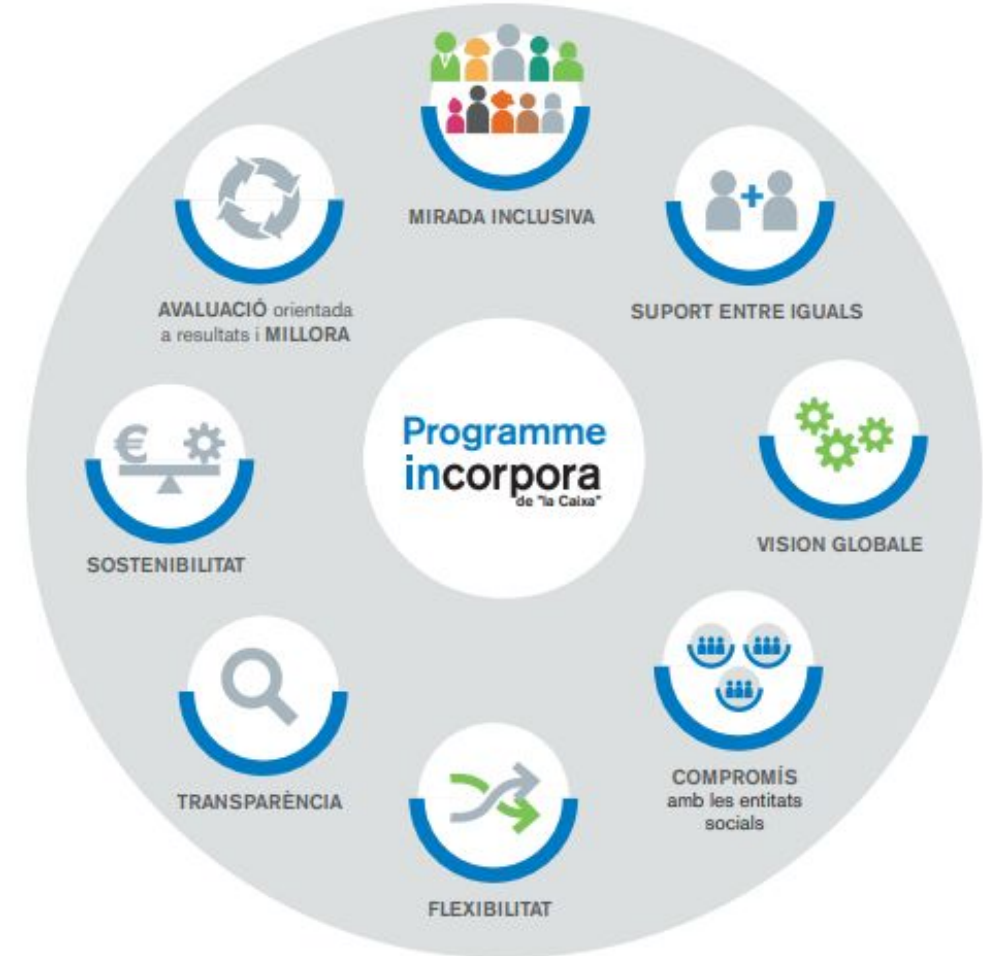 MIRADA INCLUSIVA
SUPORT ENTRE IGUALS
VISION GLOBALE
COMPROMÍS
amb les entitats
socials
FLEXIBILITAT
TRANSPARÈNCIA
SOSTENIBILITAT
€
AVALUACIÓ orientada
a resultats i MILLORA
Programme
incorpora
de "la Caixa"